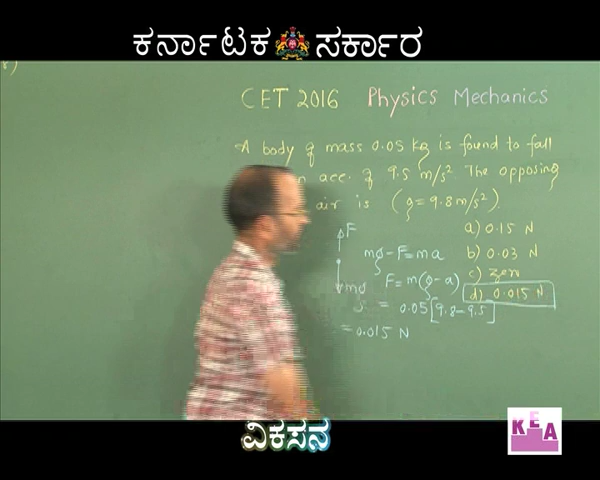 ಕರ್ನಾಟಕ ಸರ್ಕಾರ
8)
CET 2016 Physics Mechanics
A body of mass 0.05 kg is found to fall
acc. of 9.5 m/s². The opposing
air is (g = 9.8 m/s²)
a) 0.15 N
b) 0.03 N
c) zero
d) 0.015 N
F
mg
mg - F = ma
F = m(g - a)
= 0.05 [9.8 - 9.5]
= 0.015 N
ವಿಕಸನ
KEA